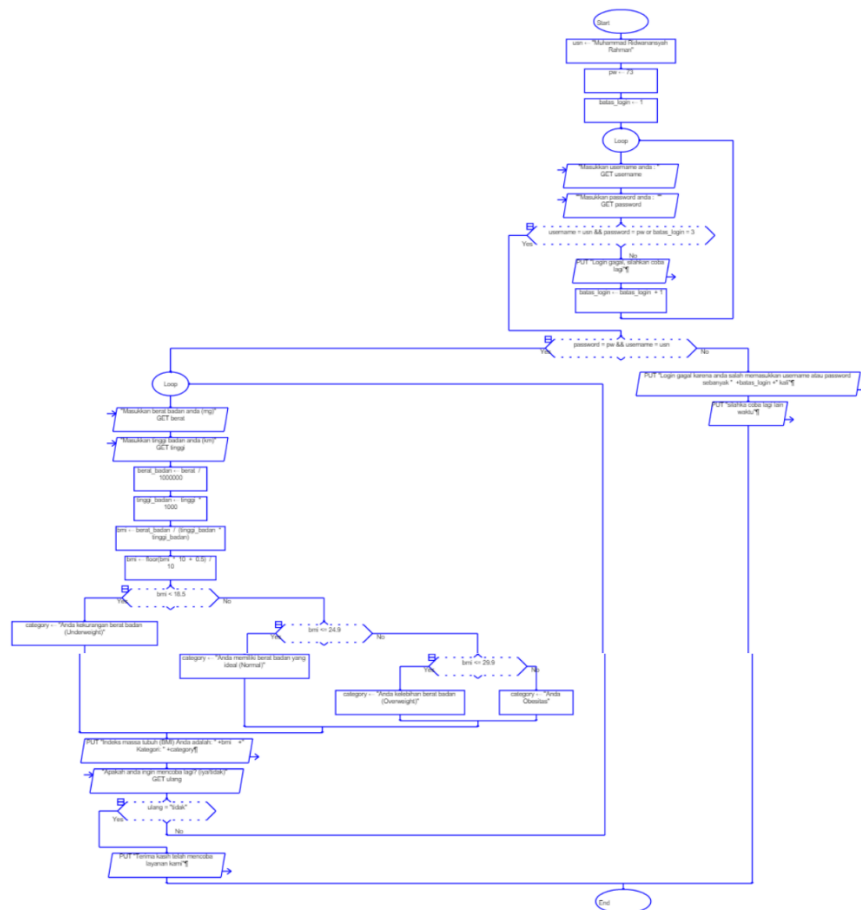 Start
usn ← "Muhammad Ridwanansyah
Rahman"
pw ← 73
batas_login ← 1
Loop
"Masukkan username anda : "
GET username
"Masukkan password anda : "
GET password
username = usn && password = pw or batas_login = 3
Yes
No
PUT "Login gagal, silahkan coba
lagi"¶
batas_login ← batas_login + 1
password = pw && username = usn
Yes
No
PUT "Login gagal karena anda salah memasukkan username atau password
sebanyak " +batas_login +" kali"¶
PUT "Silahka coba lagi lain
waktu"¶
Loop
"Masukkan berat badan anda (mg)"
GET berat
"Masukkan tinggi badan anda (km)"
GET tinggi
berat_badan ← berat /
1000000
tinggi_badan ← tinggi *
1000
bmi ← berat_badan / (tinggi_badan *
tinggi_badan)
bmi ← floor(bmi * 10 + 0.5) /
10
bmi < 18.5
Yes
No
category ← "Anda kekurangan berat badan
(Underweight)"
bmi <= 24.9
Yes
No
category ← "Anda memiliki berat badan yang
ideal (Normal)"
bmi <= 29.9
Yes
No
category ← "Anda kelebihan berat badan
(Overweight)"
category ← "Anda
Obesitas"
PUT "Indeks massa tubuh (BMI) Anda adalah: " +bmi +"
Kategori: " +category¶
"Apakah anda ingin mencoba lagi? (iya/tidak)"
GET ulang
ulang = "tidak"
Yes
No
PUT "Terima kasih telah mencoba
layanan kami"¶
End